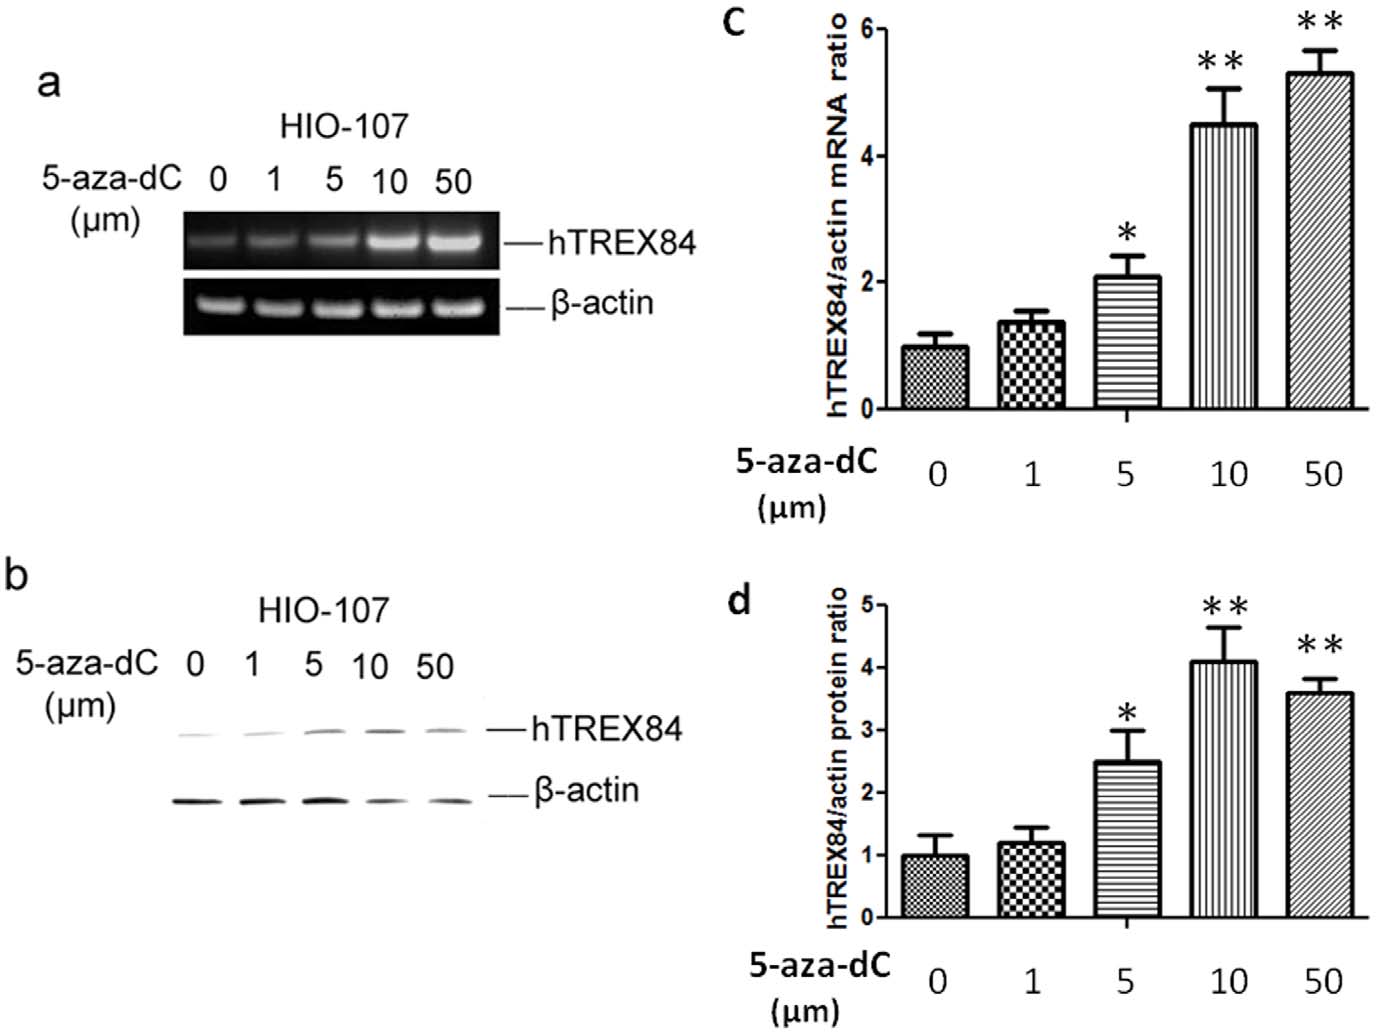 a
HIO-107
5-aza-dC 0 1 5 10 50
(μm)
hTREX84
β-actin
b
HIO-107
5-aza-dC 0 1 5 10 50
(μm)
hTREX84
β-actin
C
hTREX84/actin mRNA ratio
6
4
2
0
*
**
**
5-aza-dC 0 1 5 10 50
(μm)
d
hTREX84/actin protein ratio
5
4
3
2
1
0
*
**
**
5-aza-dC 0 1 5 10 50
(μm)